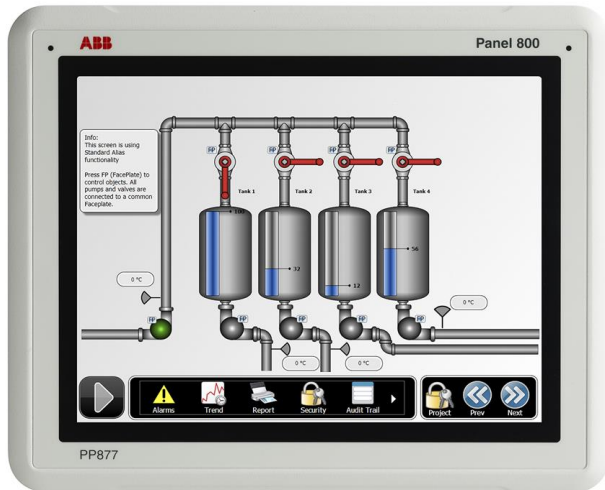 ABB
Panel 800
Info:
This screen is using
Standard Alias
functionality
Press FP (FacePlate) to
control objects. All
pumps and valves are
connected to a common
Faceplate.
FP
FP
FP
FP
Tank 1
Tank 2
Tank 3
Tank 4
100
32
12
56
0 °C
0 °C
FP
FP
FP
FP
FP
0 °C
0 °C
Alarms
Trend
Report
Security
Audit Trail
Project
Prev
Next
PP877